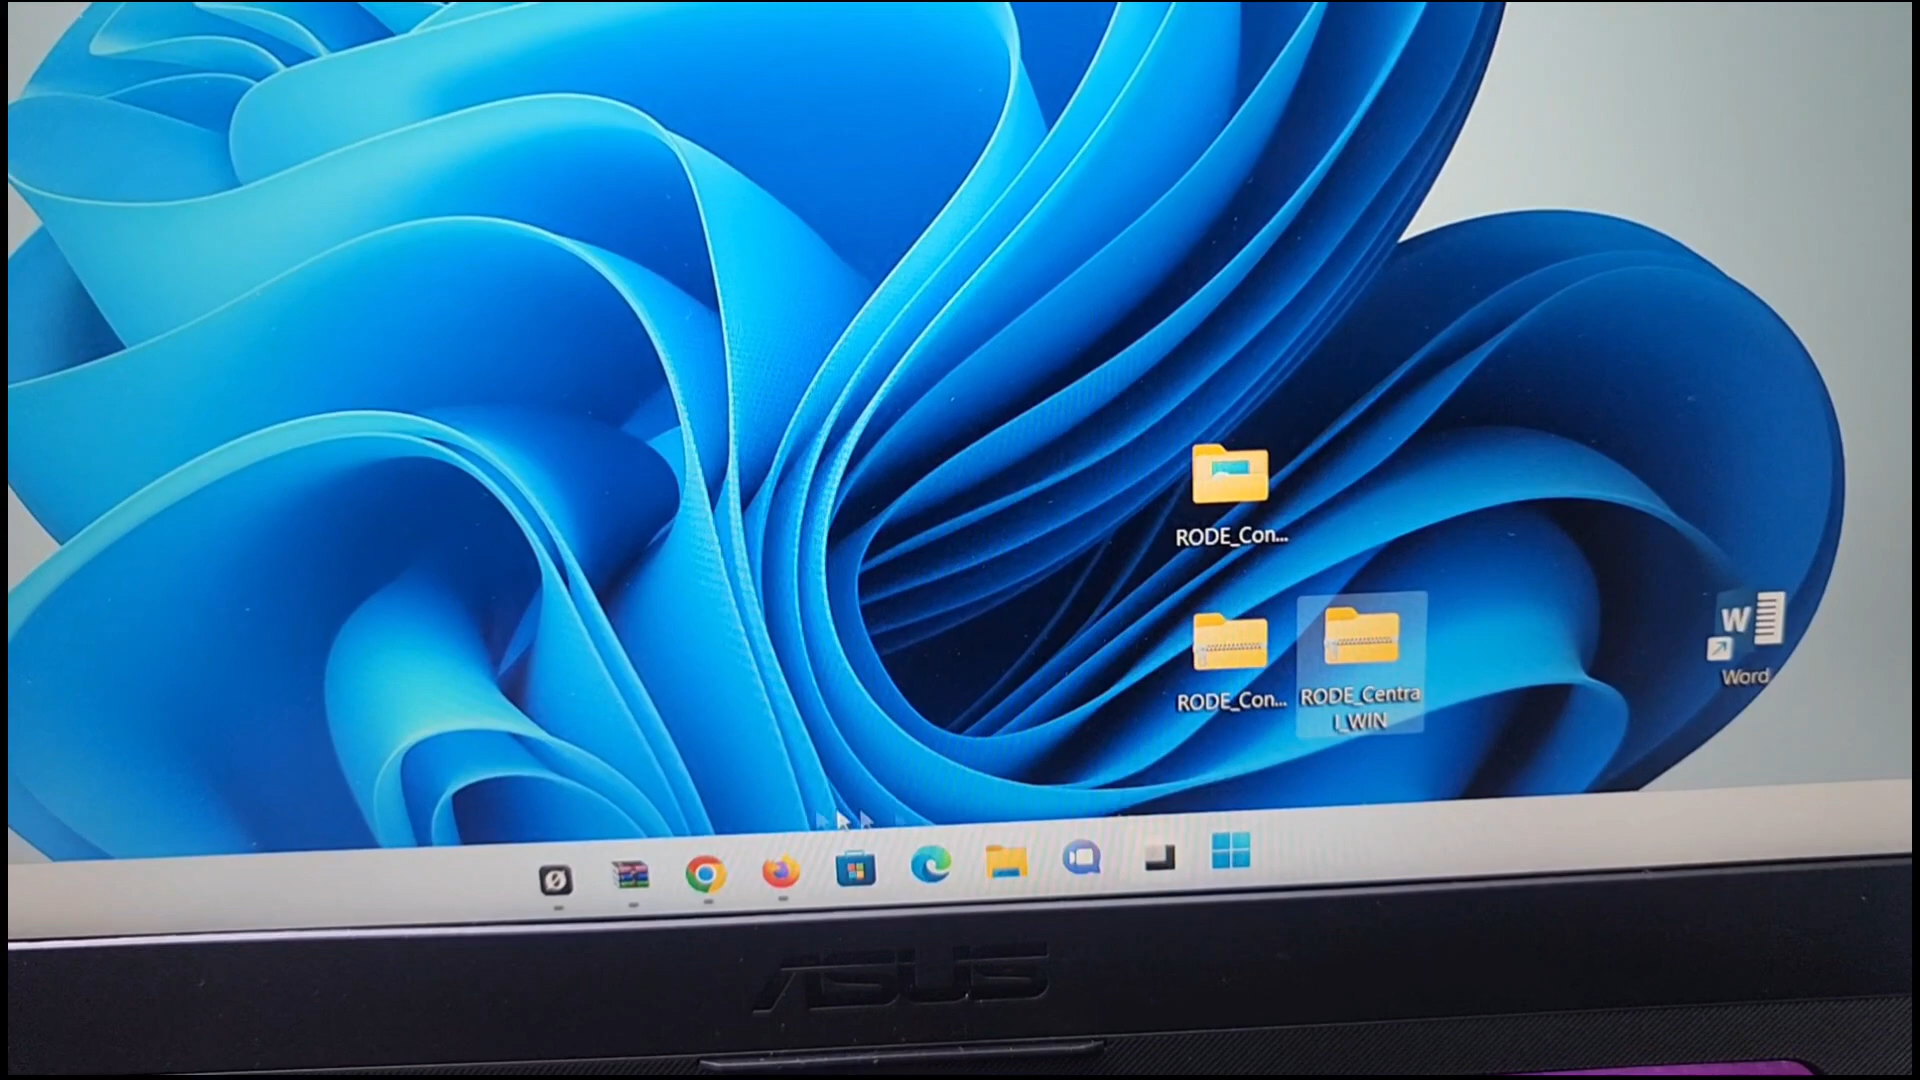 RODE_Con...
RODE_Con...
RODE_Centra
l_WIN
W
Word
ASUS